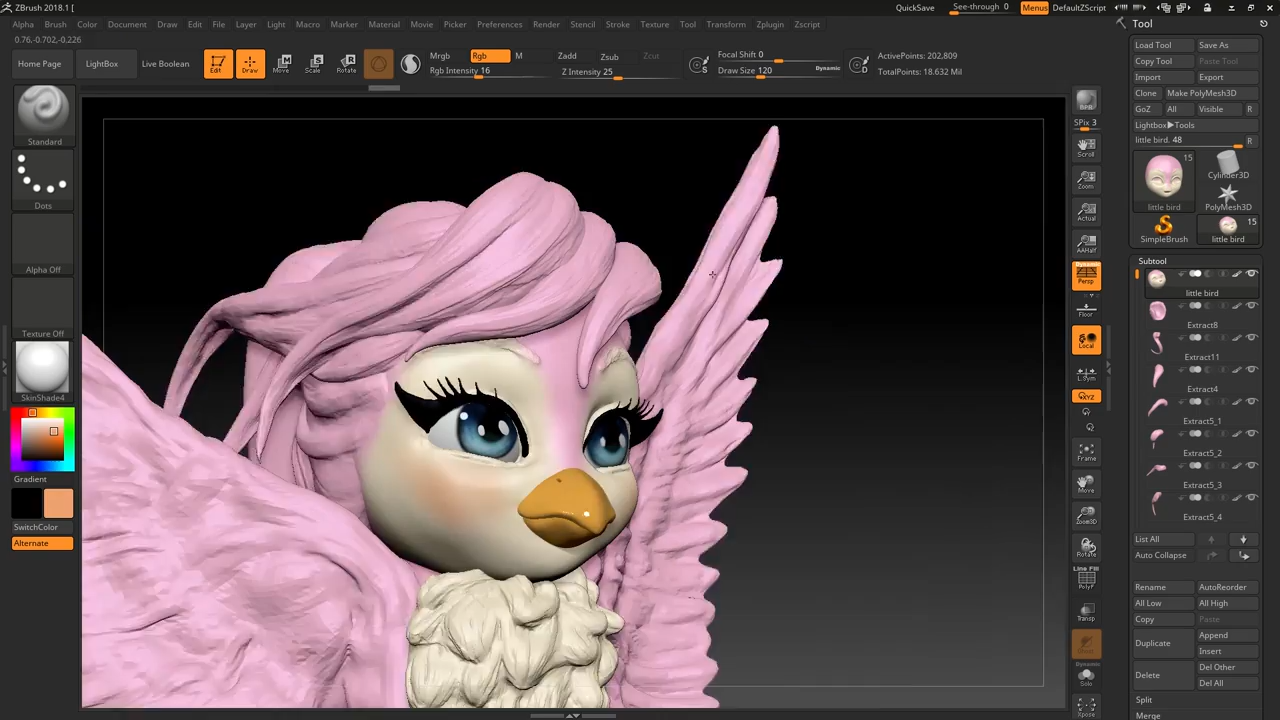 ZBrush 2018.1 [
QuickSave
See-through 0
Menus
DefaultZScript
Alpha Brush Color Document Draw Edit File Layer Light Macro Marker Material Movie Picker Preferences Render Stencil Stroke Texture Tool Transform Zplugin Zscript
0.76,-0.702,-0.226
Home Page
LightBox
Live Boolean
Edit
Draw
Move
Scale
Rotate
Mrgb
Rgb
M
Rgb Intensity 16
Zadd
Zsub
Zcut
Z Intensity 25
S
Focal Shift 0
Draw Size 120
Dynamic
D
ActivePoints: 202,809
TotalPoints: 18.632 Mil
Standard
Dots
Alpha Off
Texture Off
SkinShade4
Gradient
SwitchColor
Alternate
BPR
SPix 3
Scroll
Zoom
Actual
AAHalf
Dynamic
Persp
Floor
Local
L.Sym
XYZ
Frame
Move
Zoom3D
Rotate
Line Fill
PolyF
Transp
Dynamic
Solo
Xpose
Tool
Load Tool
Save As
Copy Tool
Paste Tool
Import
Export
Clone
Make PolyMesh3D
GoZ
All
Visible
R
Lightbox▶Tools
little bird. 48
R
15
little bird
Cylinder3D
PolyMesh3D
SimpleBrush
15
little bird
Subtool
little bird
Extract8
Extract11
Extract4
Extract5_1
Extract5_2
Extract5_3
Extract5_4
List All
Auto Collapse
Rename
AutoReorder
All Low
All High
Copy
Paste
Duplicate
Append
Insert
Delete
Del Other
Del All
Split
Merge